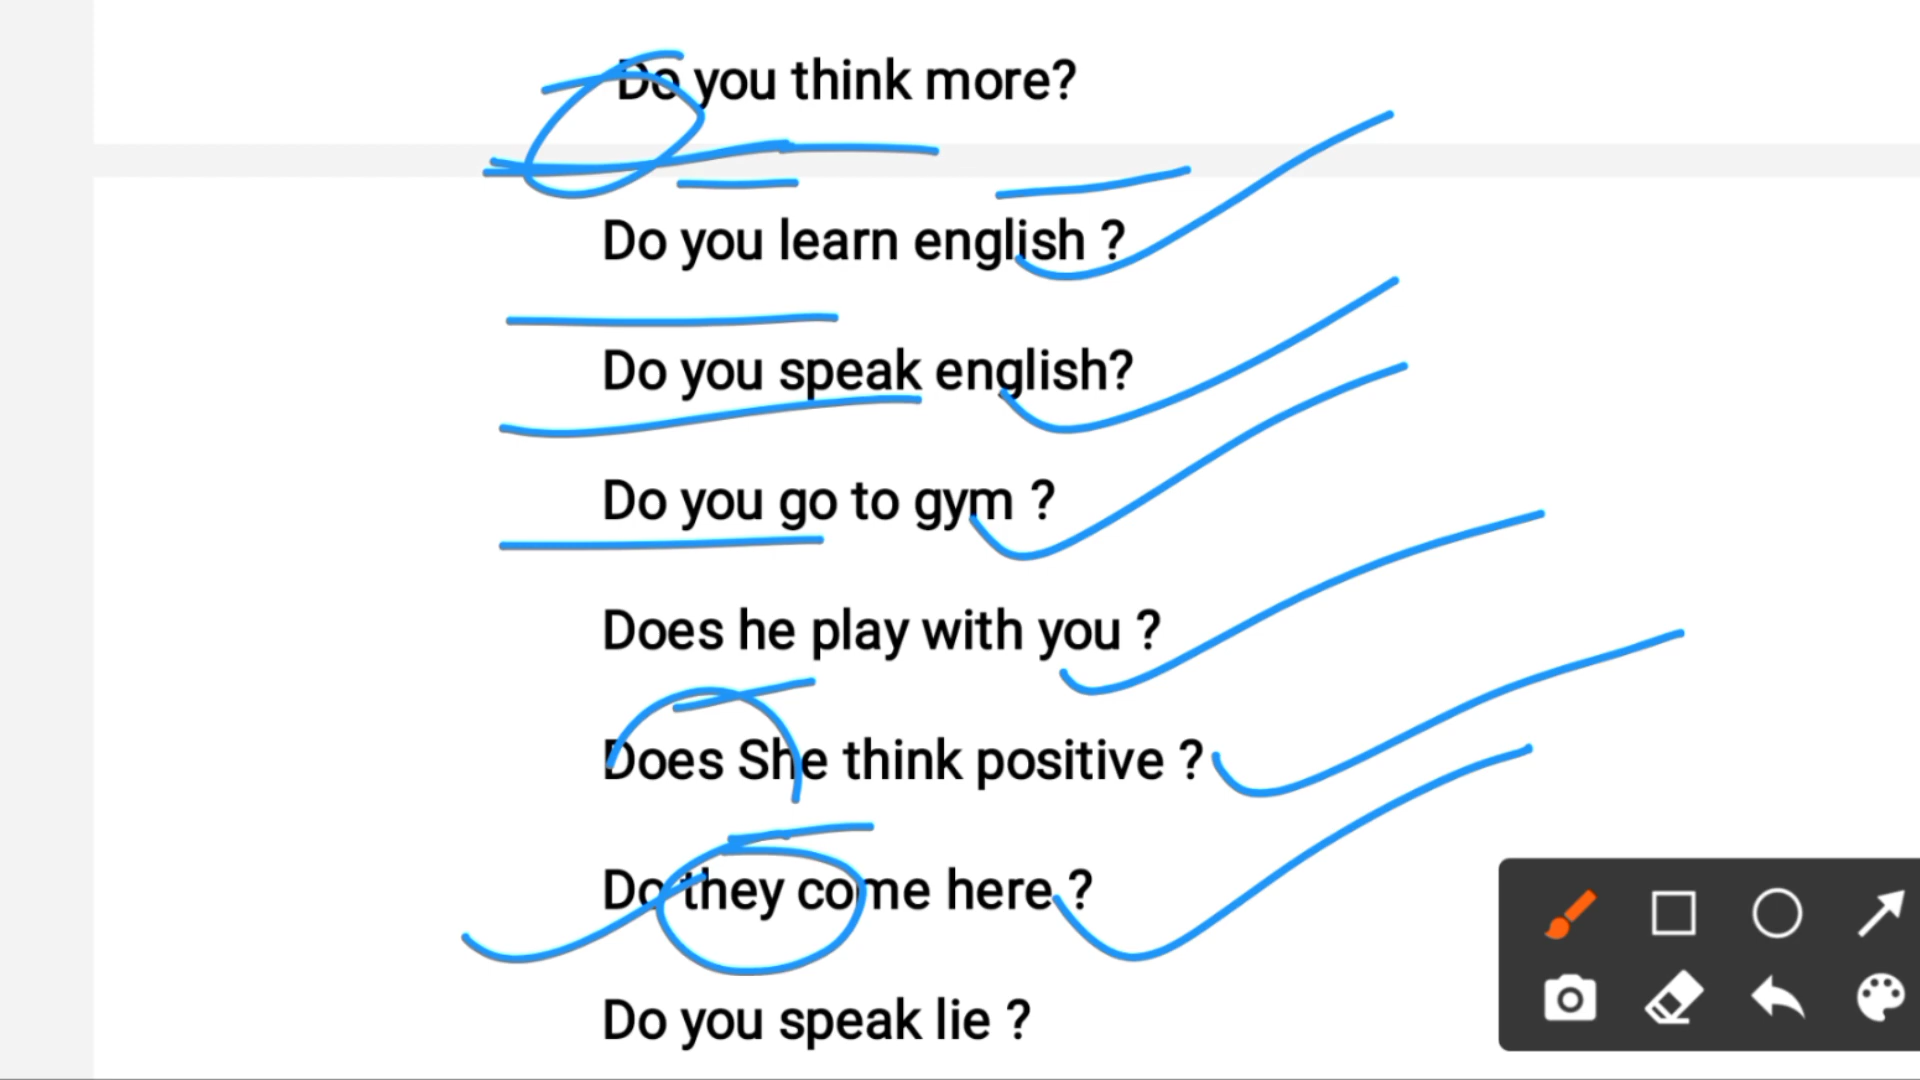 Do you think more?
Do you learn english ?
Do you speak english?
Do you go to gym ?
Does he play with you ?
Does She think positive ?
Do they come here ?
Do you speak lie ?